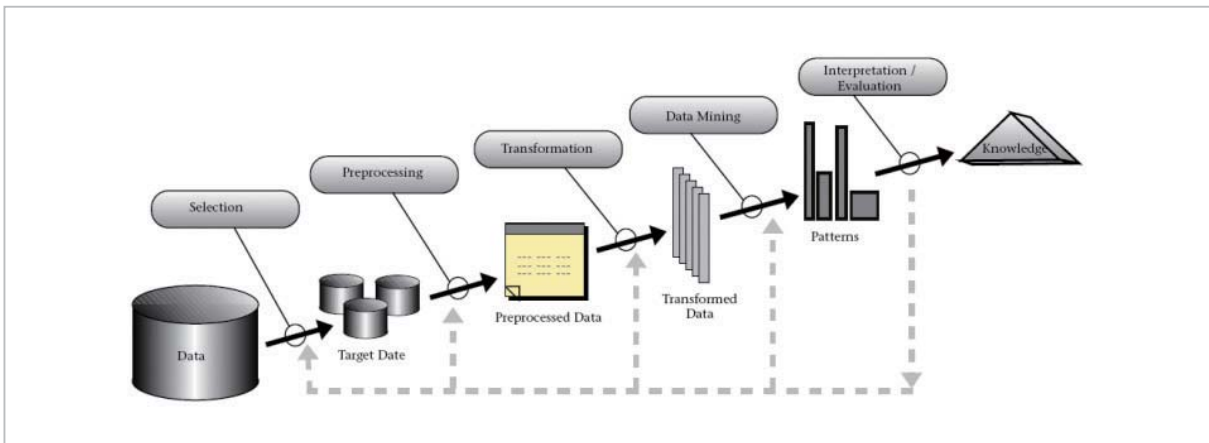 Interpretation /
Evaluation
Data Mining
Transformation
Preprocessing
Selection
Knowledge
Patterns
Transformed
Data
Preprocessed Data
Target Date
Data